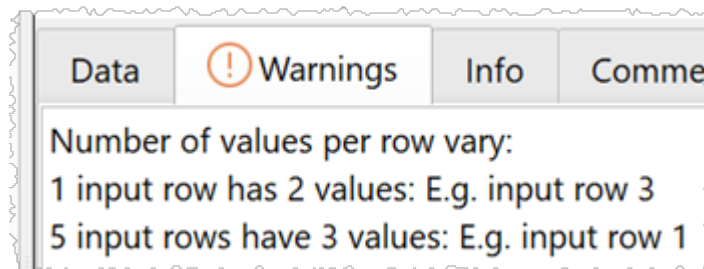 Data Warnings Info Comme
Number of values per row vary:
1 input row has 2 values: E.g. input row 3
5 input rows have 3 values: E.g. input row 1